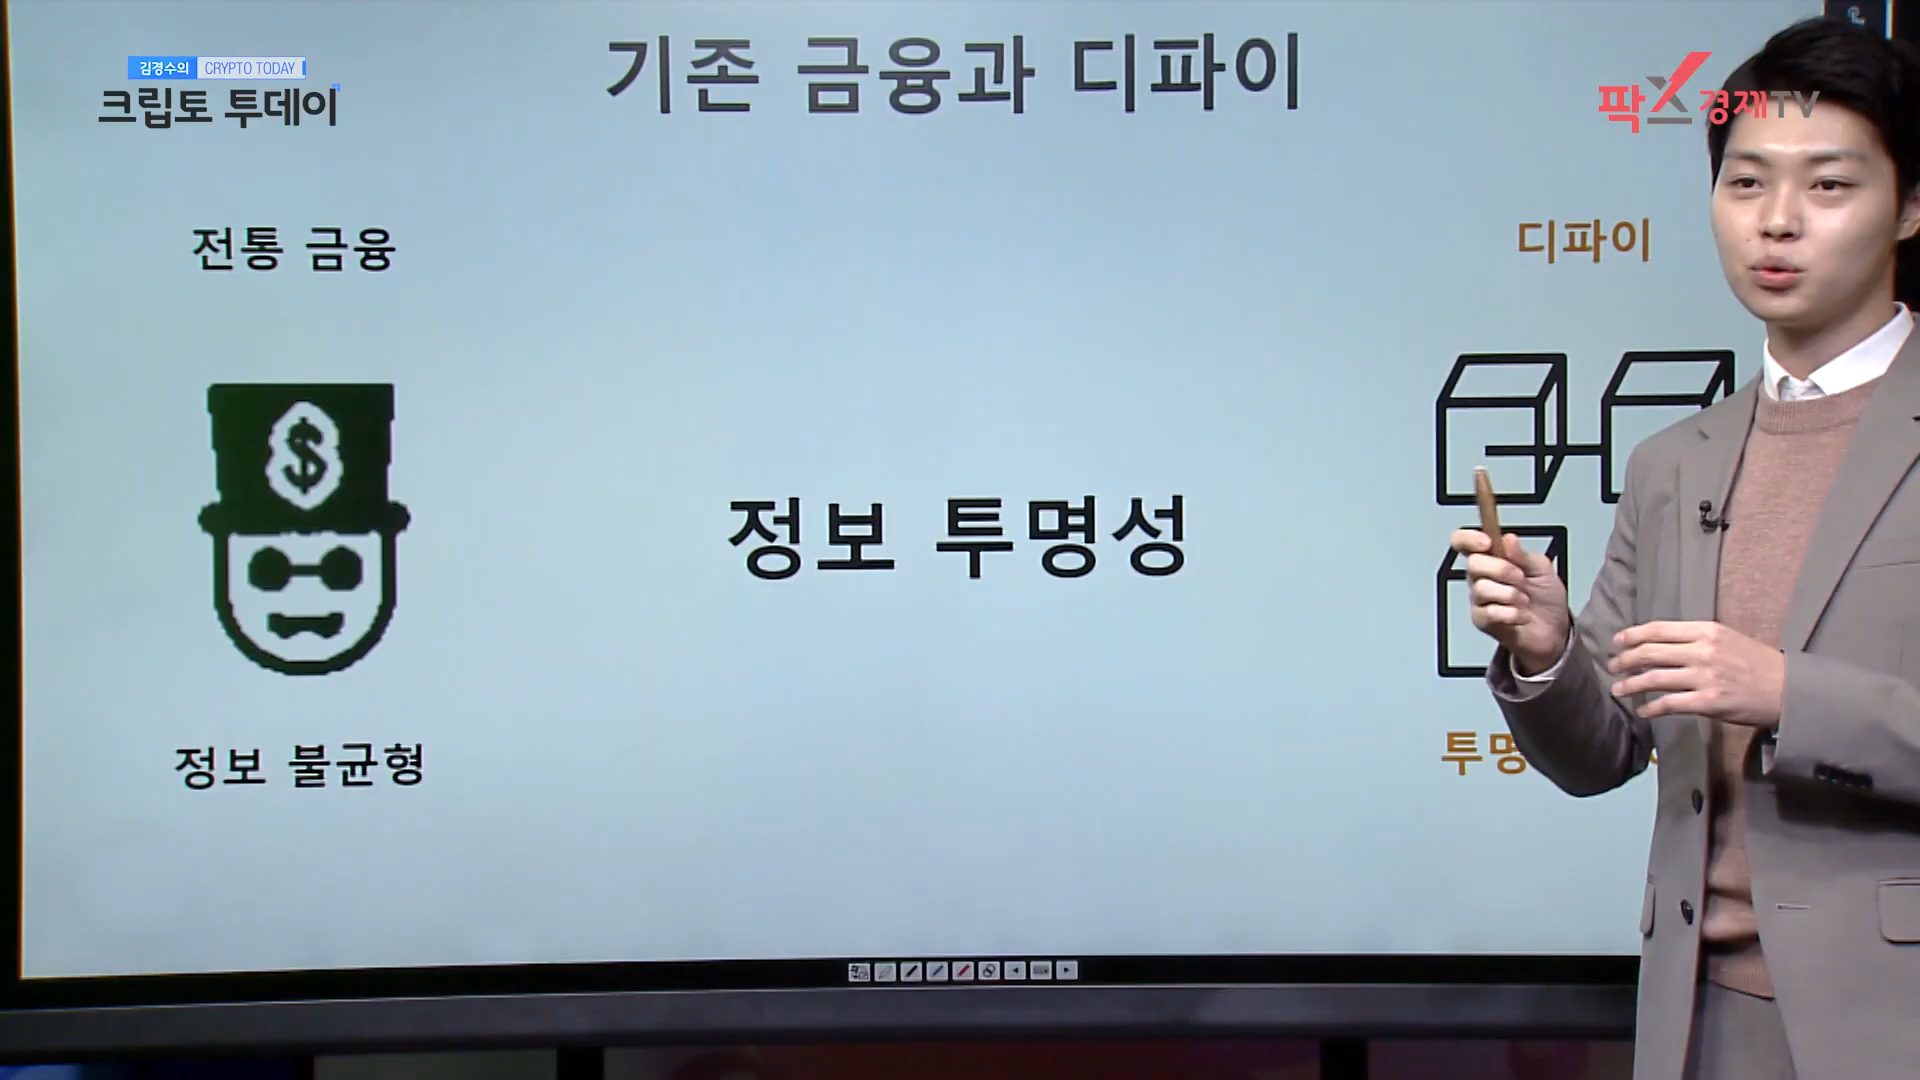 김경수의 CRYPTO TODAY
크립토 투데이
기존 금융과 디파이
팍스경제TV
전통 금융
디파이
$
정보 투명성
정보 불균형